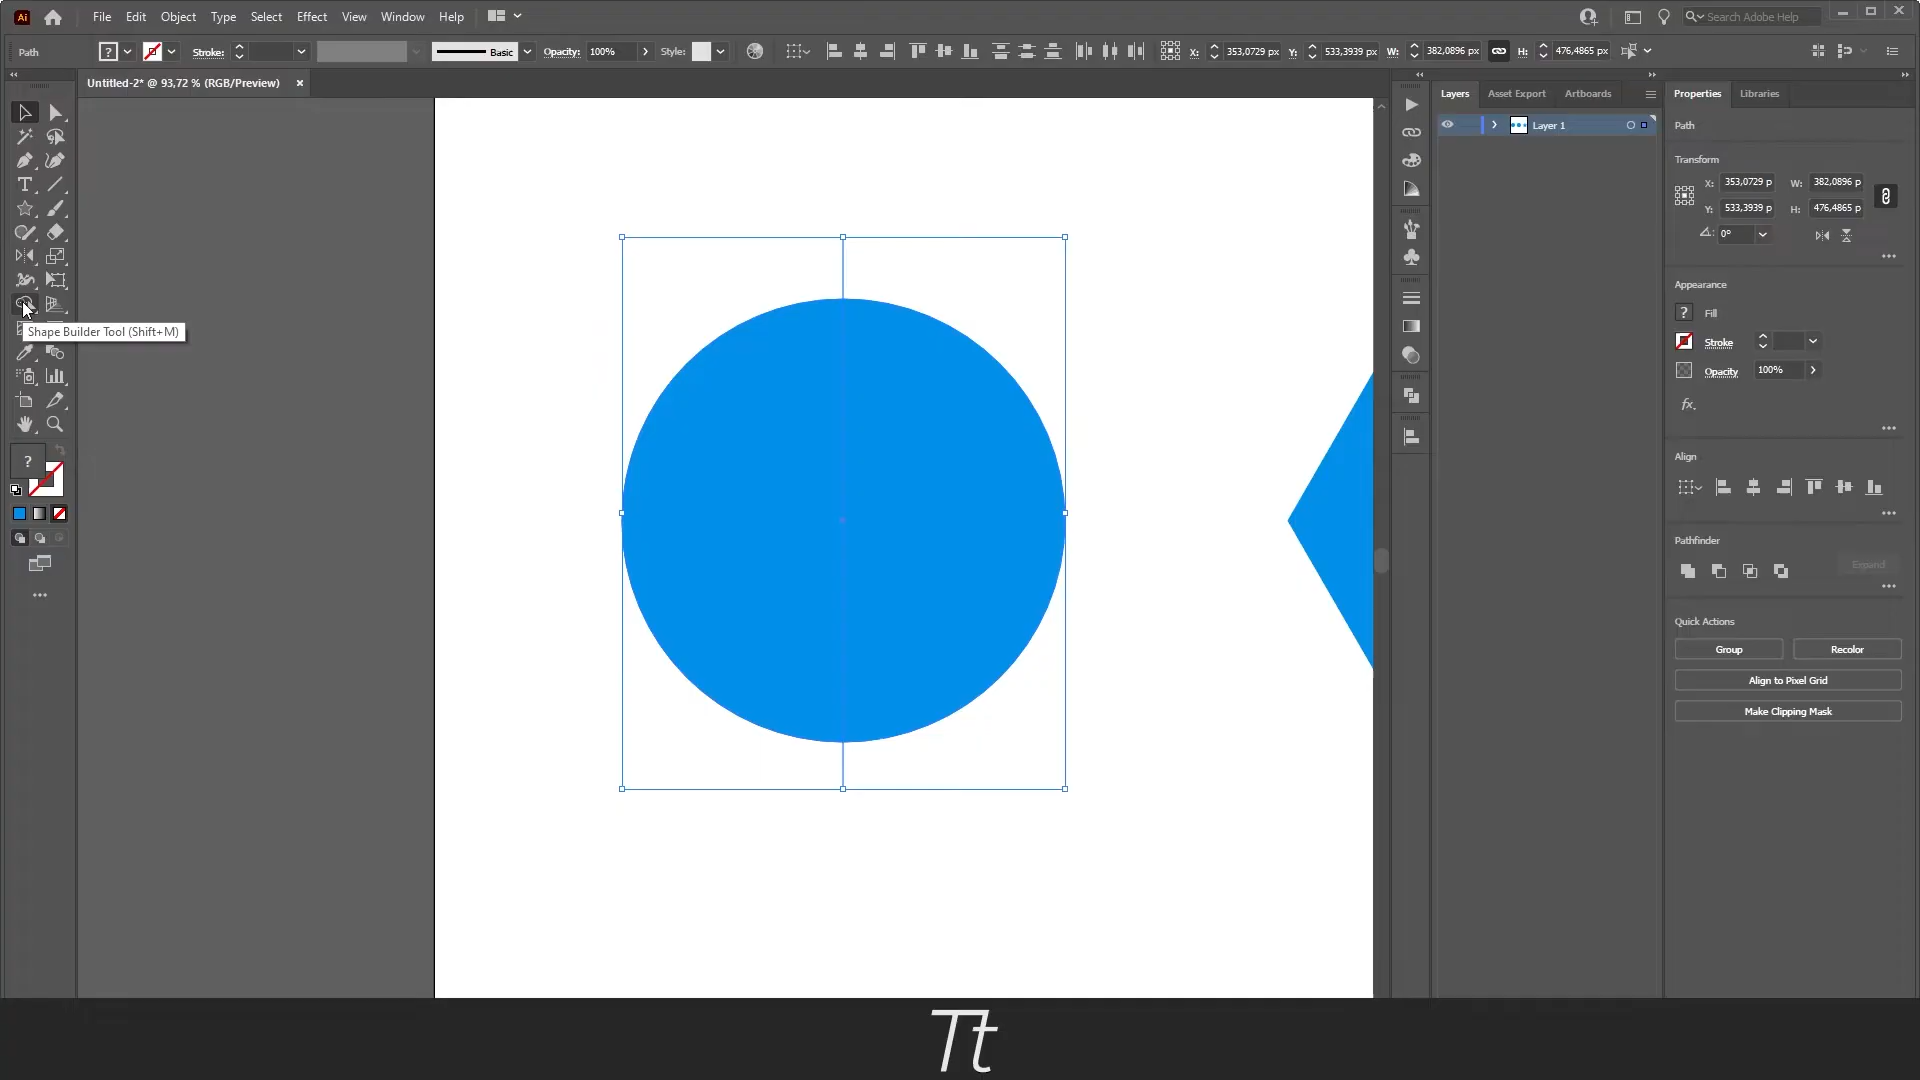 Ai File Edit Object Type Select Effect View Window Help Search Adobe Help
Path ? Stroke: Basic Opacity: 100% Style: X: 353,0729 px Y: 533,3939 px W: 382,0896 px H: 476,4865 px
Untitled-2* @ 93,72 % (RGB/Preview) ×
Layers Asset Export Artboards
Layer 1
Properties Libraries
Path
Transform
X: 353,0729 p W: 382,0896 p
Y: 533,3939 p H: 476,4865 p
0°
Appearance
? Fill
Stroke
Opacity 100%
fx.
Align
Pathfinder
Expand
Quick Actions
Group Recolor
Align to Pixel Grid
Make Clipping Mask
Shape Builder Tool (Shift+M)
?
Tt